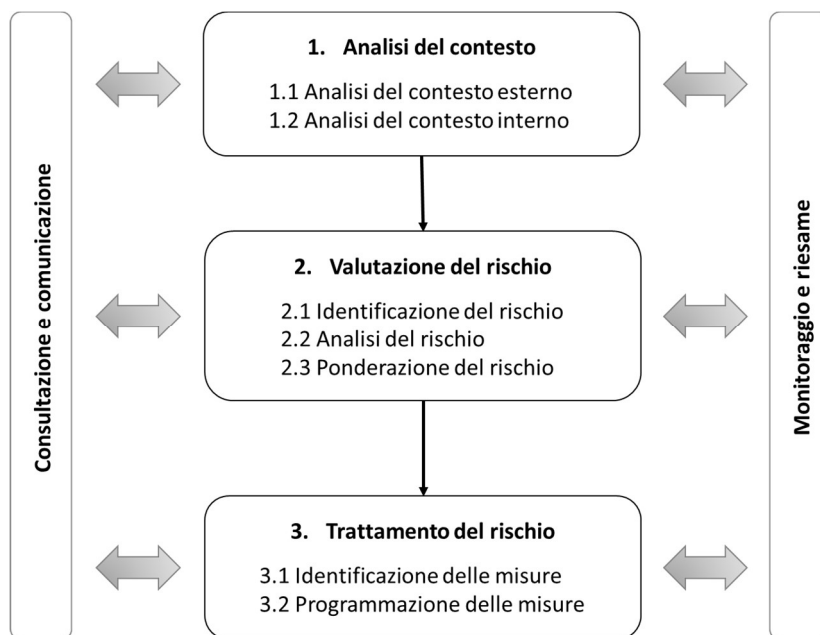 Consultazione e comunicazione
1. Analisi del contesto
1.1 Analisi del contesto esterno
1.2 Analisi del contesto interno
2. Valutazione del rischio
2.1 Identificazione del rischio
2.2 Analisi del rischio
2.3 Ponderazione del rischio
3. Trattamento del rischio
3.1 Identificazione delle misure
3.2 Programmazione delle misure
Monitoraggio e riesame